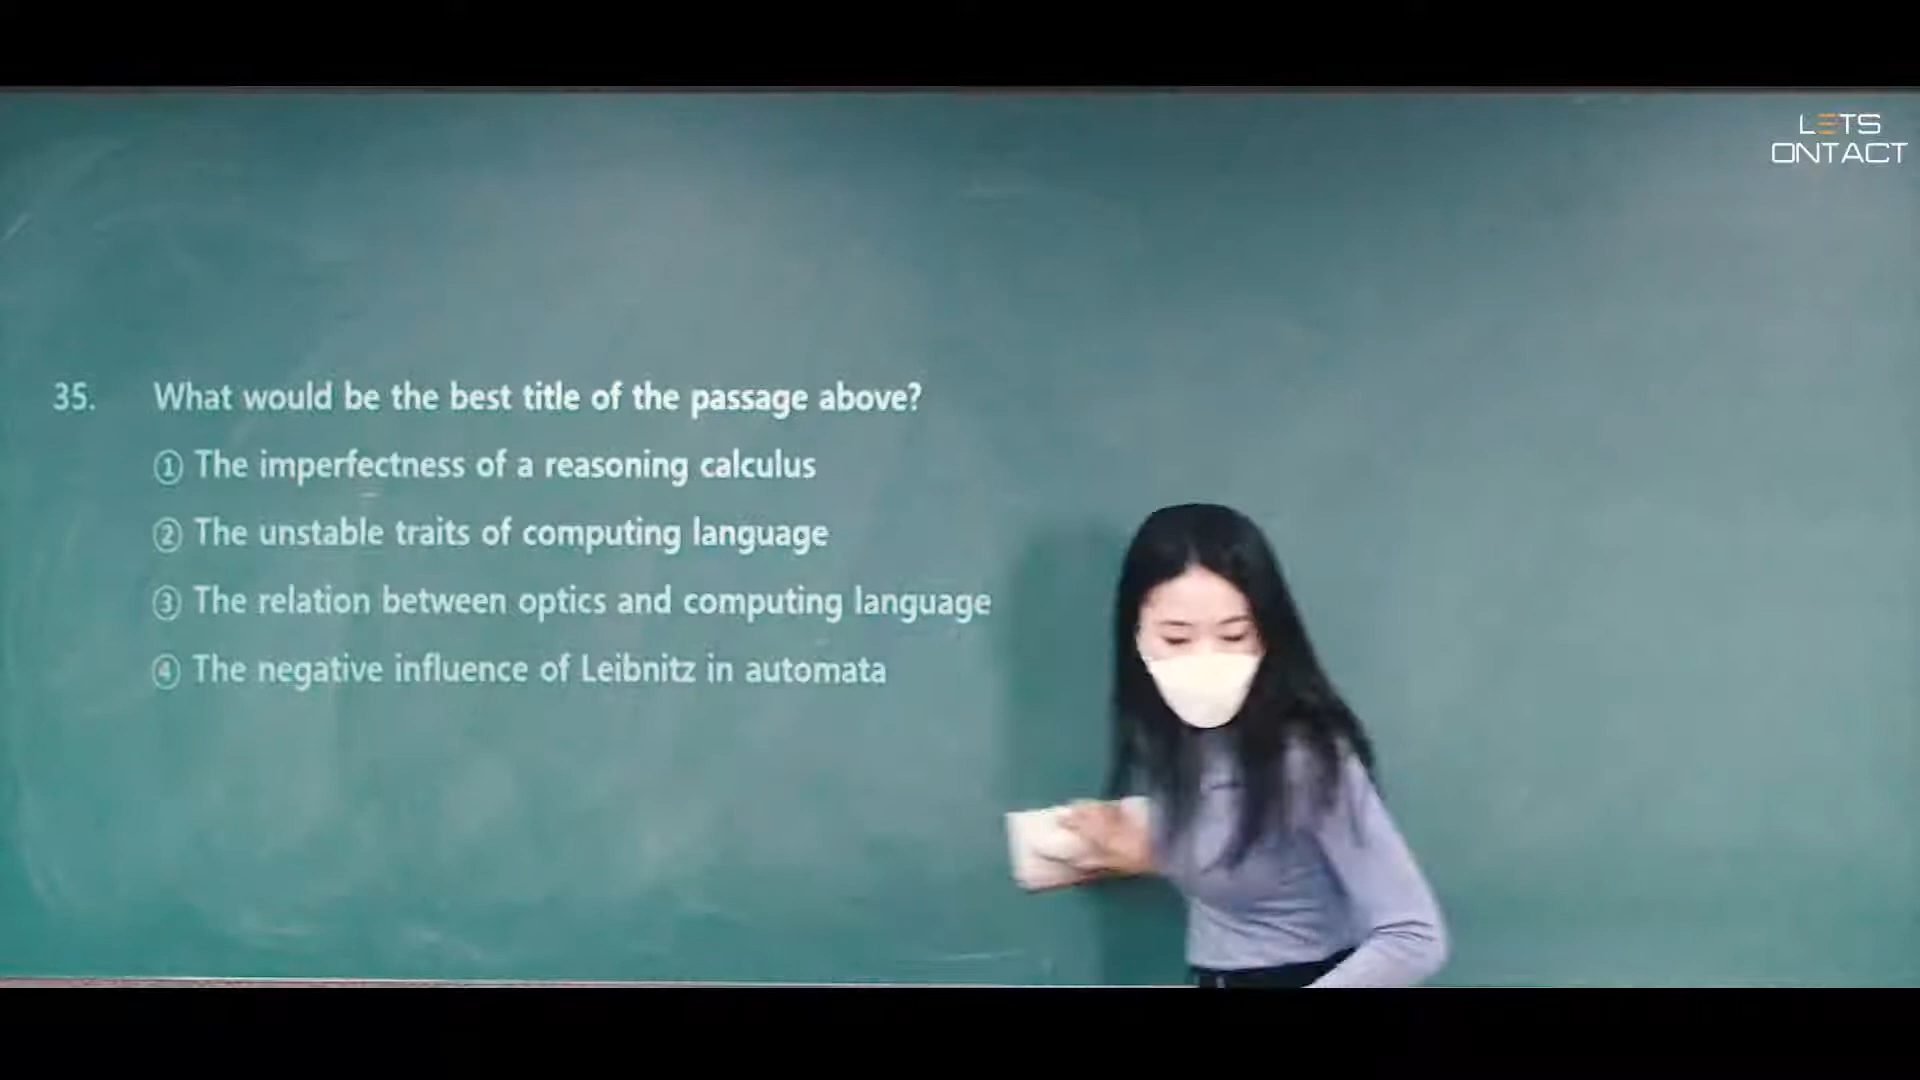 LETS
ONTACT
35. What would be the best title of the passage above?
① The imperfectness of a reasoning calculus
② The unstable traits of computing language
③ The relation between optics and computing language
④ The negative influence of Leibnitz in automata